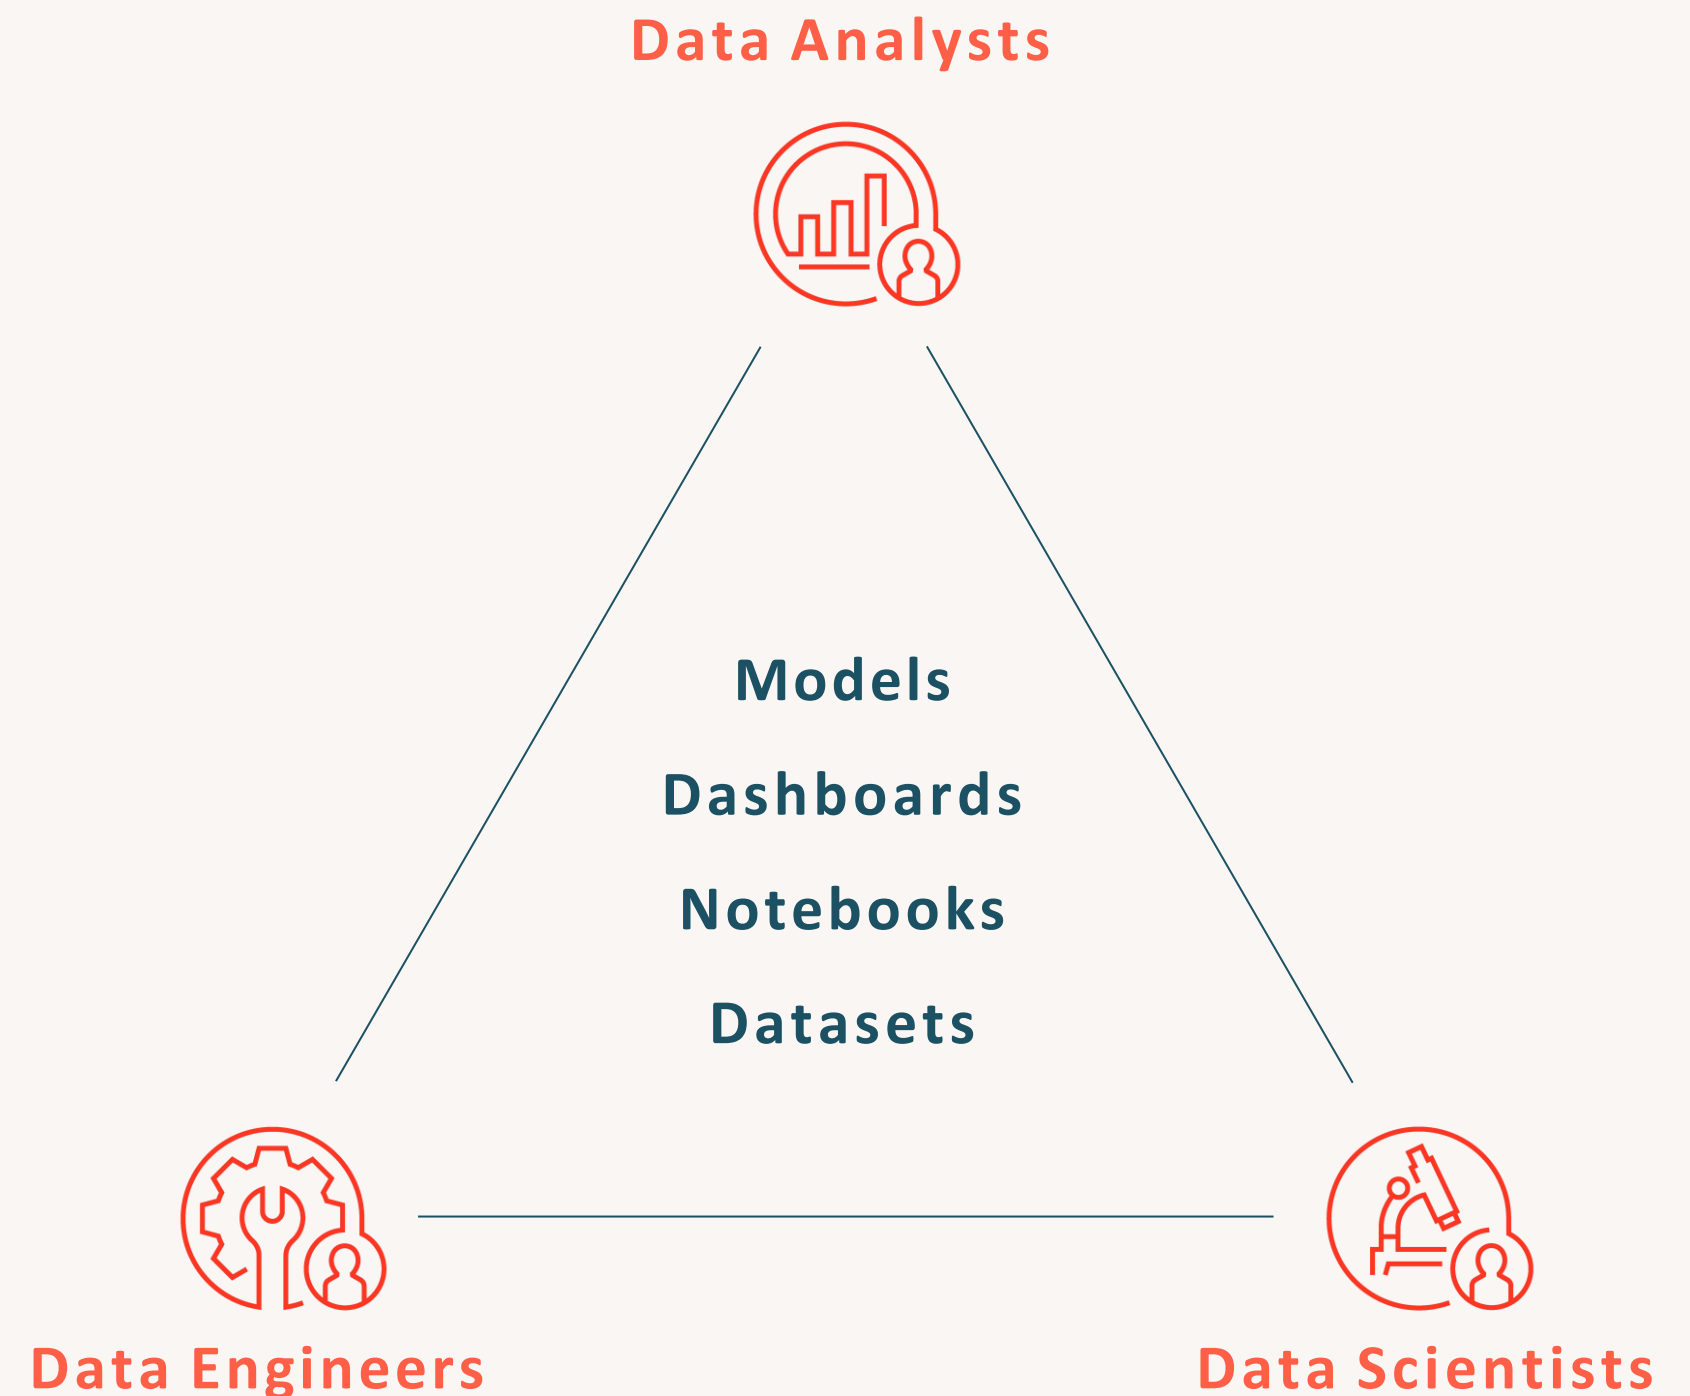 Data Analysts
Models
Dashboards
Notebooks
Datasets
Data Engineers
Data Scientists